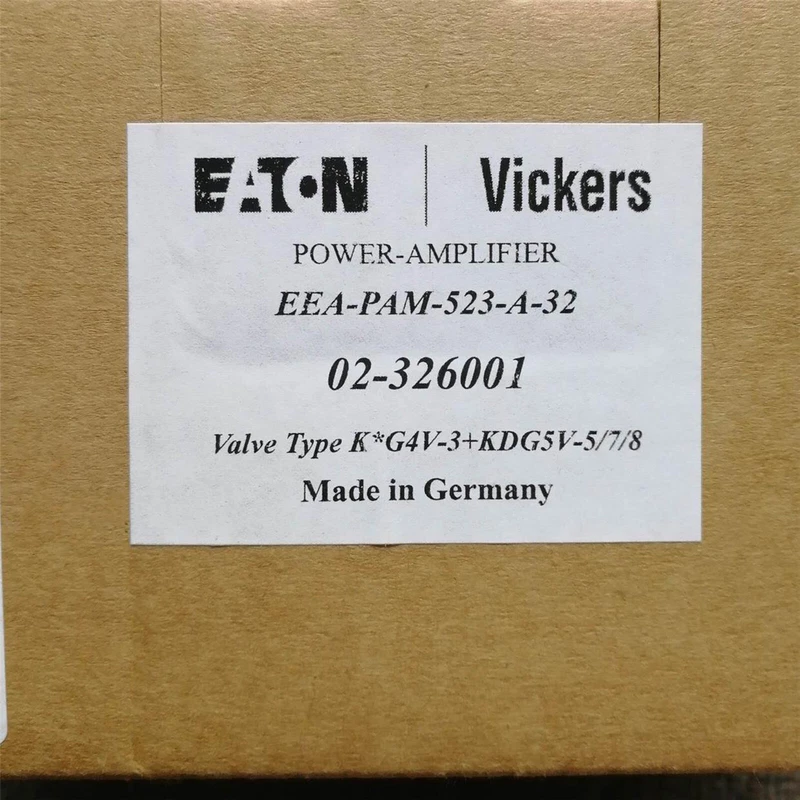 EATON | Vickers
POWER-AMPLIFIER
EEA-PAM-523-A-32
02-326001
Valve Type K*G4V-3+KDG5V-5/7/8
Made in Germany